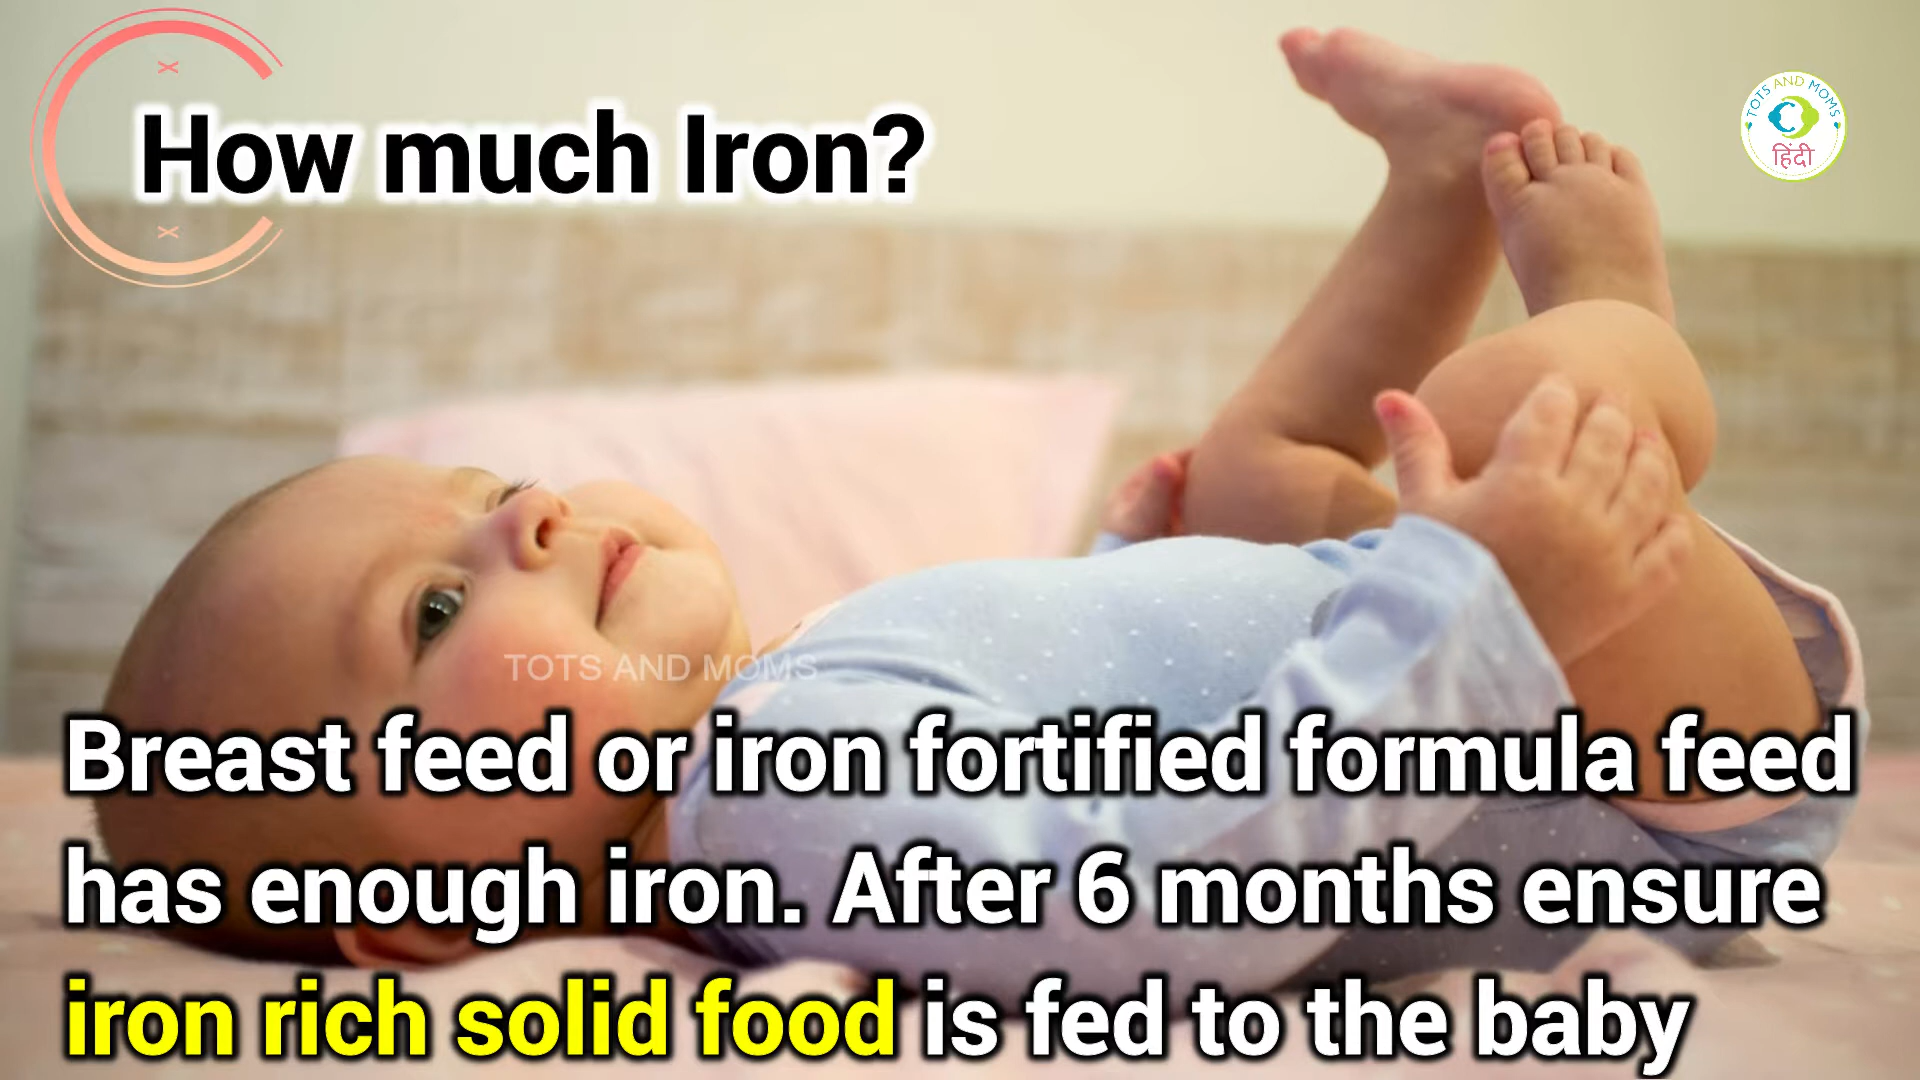 How much Iron?
TOTS AND MOMS
हिंदी
TOTS AND MOMS
Breast feed or iron fortified formula feed
has enough iron. After 6 months ensure
iron rich solid food is fed to the baby